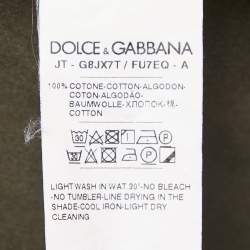 DOLCE & GABBANA
JT - G8JX7T / FU7EQ - A
100% COTONE-COTTON-ALGODON-
COTON-ALGODÃO-
BAUMWOLLE-ХЛОПОК-棉-
COTTON
LIGHT WASH IN WAT.30°-NO BLEACH
-NO TUMBLER-LINE DRYING IN THE
SHADE-COOL IRON-LIGHT DRY
CLEANING